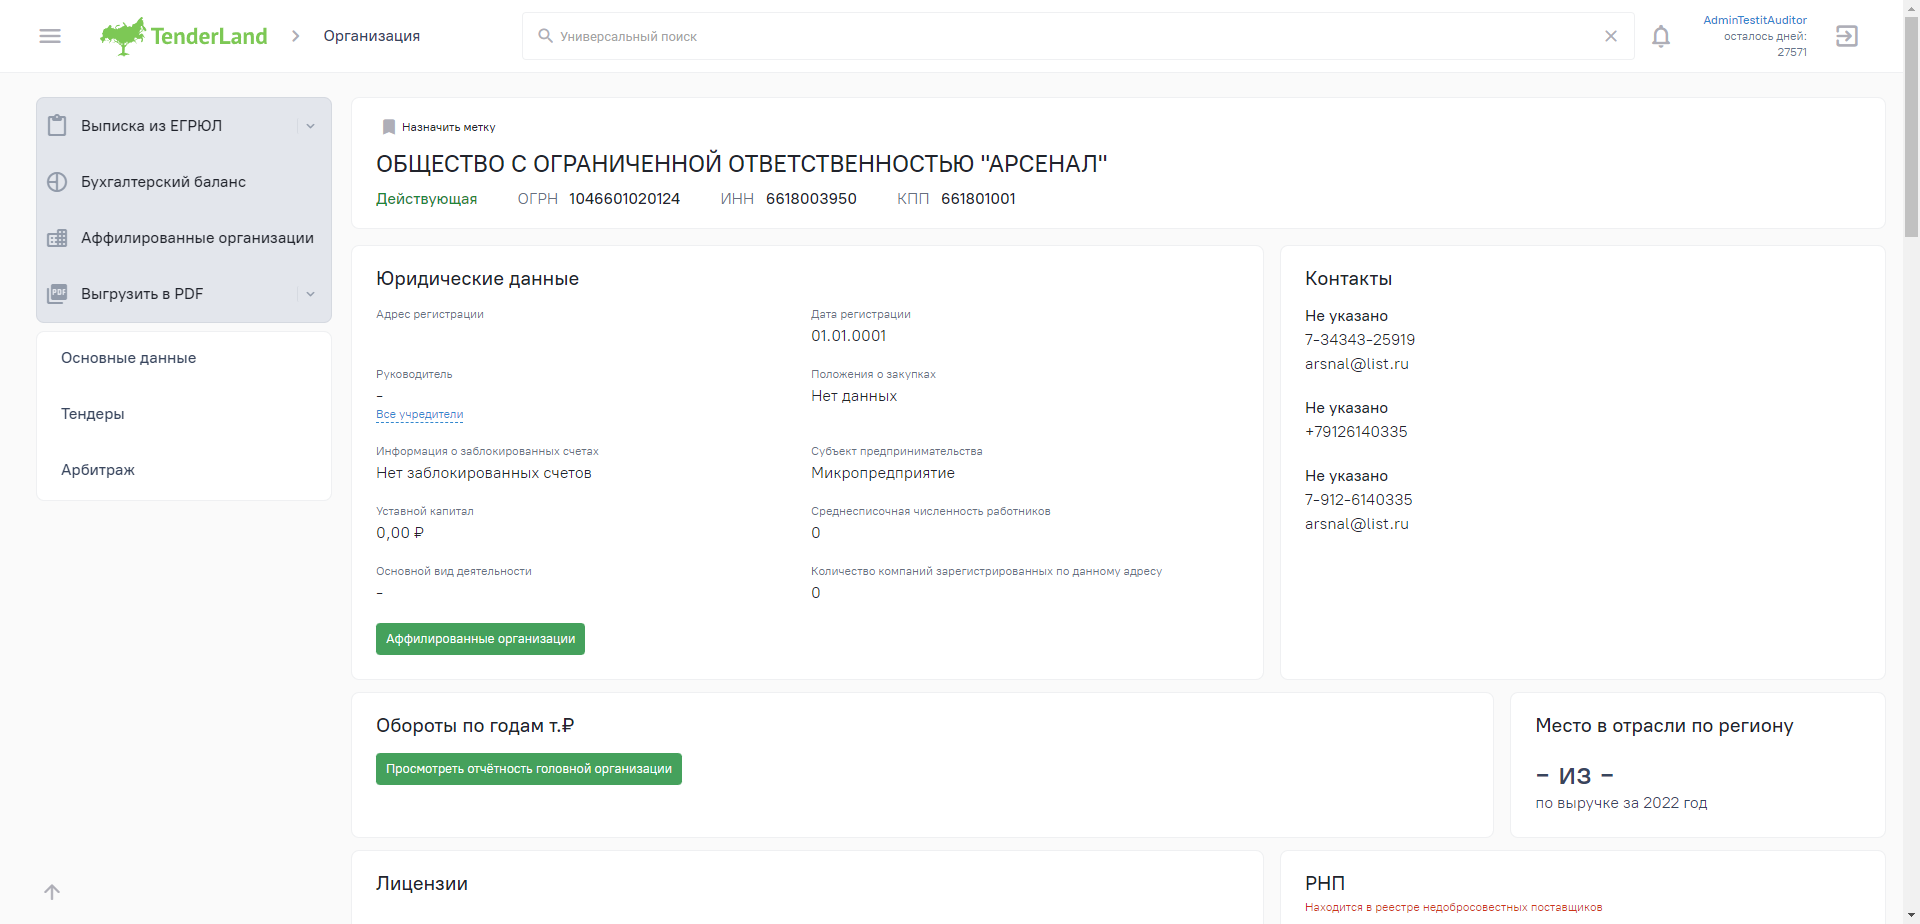 TenderLand
Организация
Универсальный поиск
AdminTestitAuditor
осталось дней:
27571
Выписка из ЕГРЮЛ
Бухгалтерский баланс
Аффилированные организации
PDF
Выгрузить в PDF
Основные данные
Тендеры
Арбитраж
Назначить метку
ОБЩЕСТВО С ОГРАНИЧЕННОЙ ОТВЕТСТВЕННОСТЬЮ "АРСЕНАЛ"
Действующая ОГРН 1046601020124 ИНН 6618003950 КПП 661801001
Юридические данные
Адрес регистрации
Дата регистрации
01.01.0001
Руководитель
-
Все учредители
Положения о закупках
Нет данных
Информация о заблокированных счетах
Нет заблокированных счетов
Субъект предпринимательства
Микропредприятие
Уставной капитал
0,00 ₽
Среднесписочная численность работников
0
Основной вид деятельности
-
Количество компаний зарегистрированных по данному адресу
0
Аффилированные организации
Контакты
Не указано
7-34343-25919
arsnal@list.ru
Не указано
+79126140335
Не указано
7-912-6140335
arsnal@list.ru
Обороты по годам т.₽
Просмотреть отчётность головной организации
Место в отрасли по региону
- из -
по выручке за 2022 год
Лицензии
РНП
Находится в реестре недобросовестных поставщиков